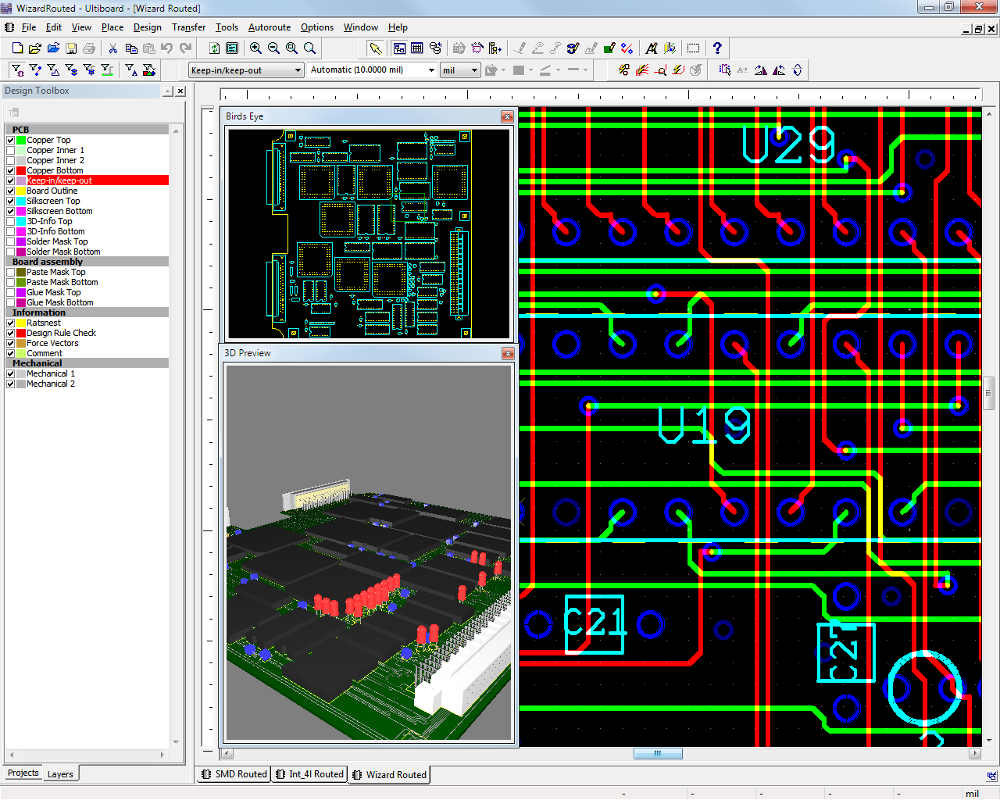 WizardRouted - Ultiboard - [Wizard Routed]
File Edit View Place Design Transfer Tools Autoroute Options Window Help
Keep-in/keep-out Automatic (10.0000 mil) mil
Design Toolbox
PCB
Copper Top
Copper Inner 1
Copper Inner 2
Copper Bottom
Keep-in/keep-out
Board Outline
Silkscreen Top
Silkscreen Bottom
3D-Info Top
3D-Info Bottom
Solder Mask Top
Solder Mask Bottom
Board assembly
Paste Mask Top
Paste Mask Bottom
Glue Mask Top
Glue Mask Bottom
Information
Ratsnest
Design Rule Check
Force Vectors
Comment
Mechanical
Mechanical 1
Mechanical 2
Projects Layers
Birds Eye
3D Preview
U29
U19
C21
C27
SMD Routed Int_4l Routed Wizard Routed
- - - - - mil